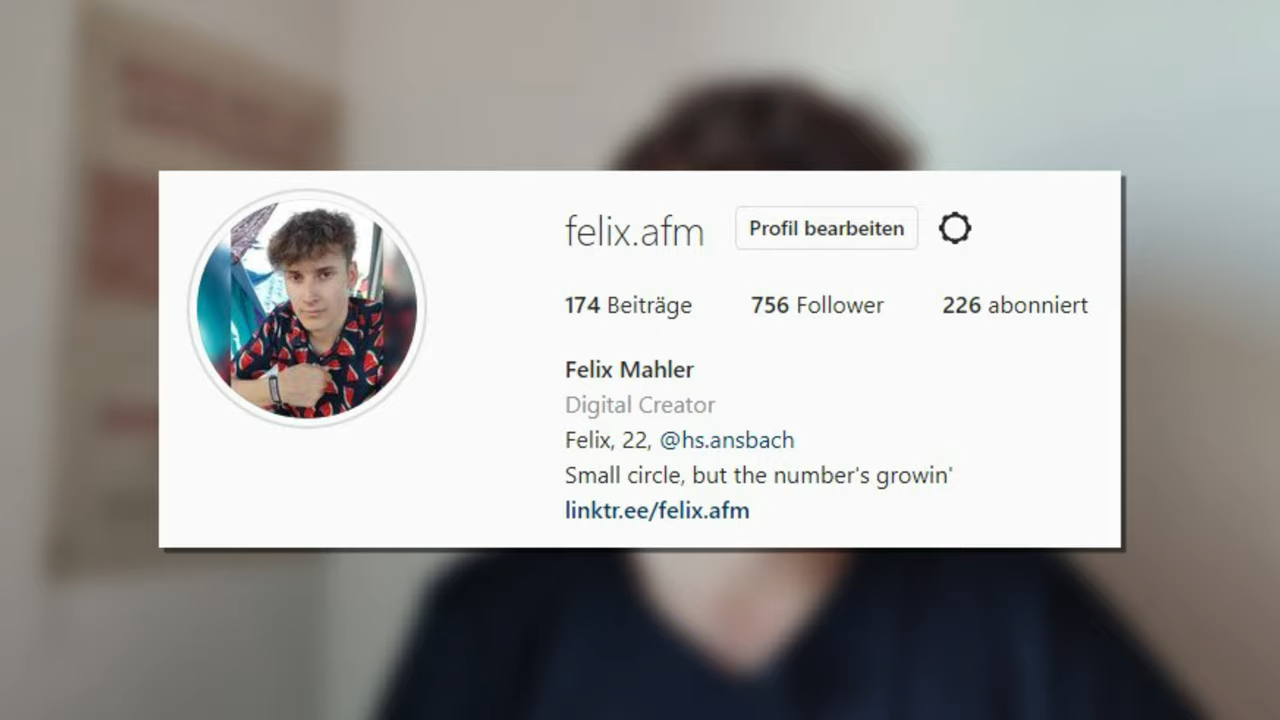 felix.afm Profil bearbeiten
174 Beiträge 756 Follower 226 abonniert
Felix Mahler
Digital Creator
Felix, 22, @hs.ansbach
Small circle, but the number's growin'
linktr.ee/felix.afm